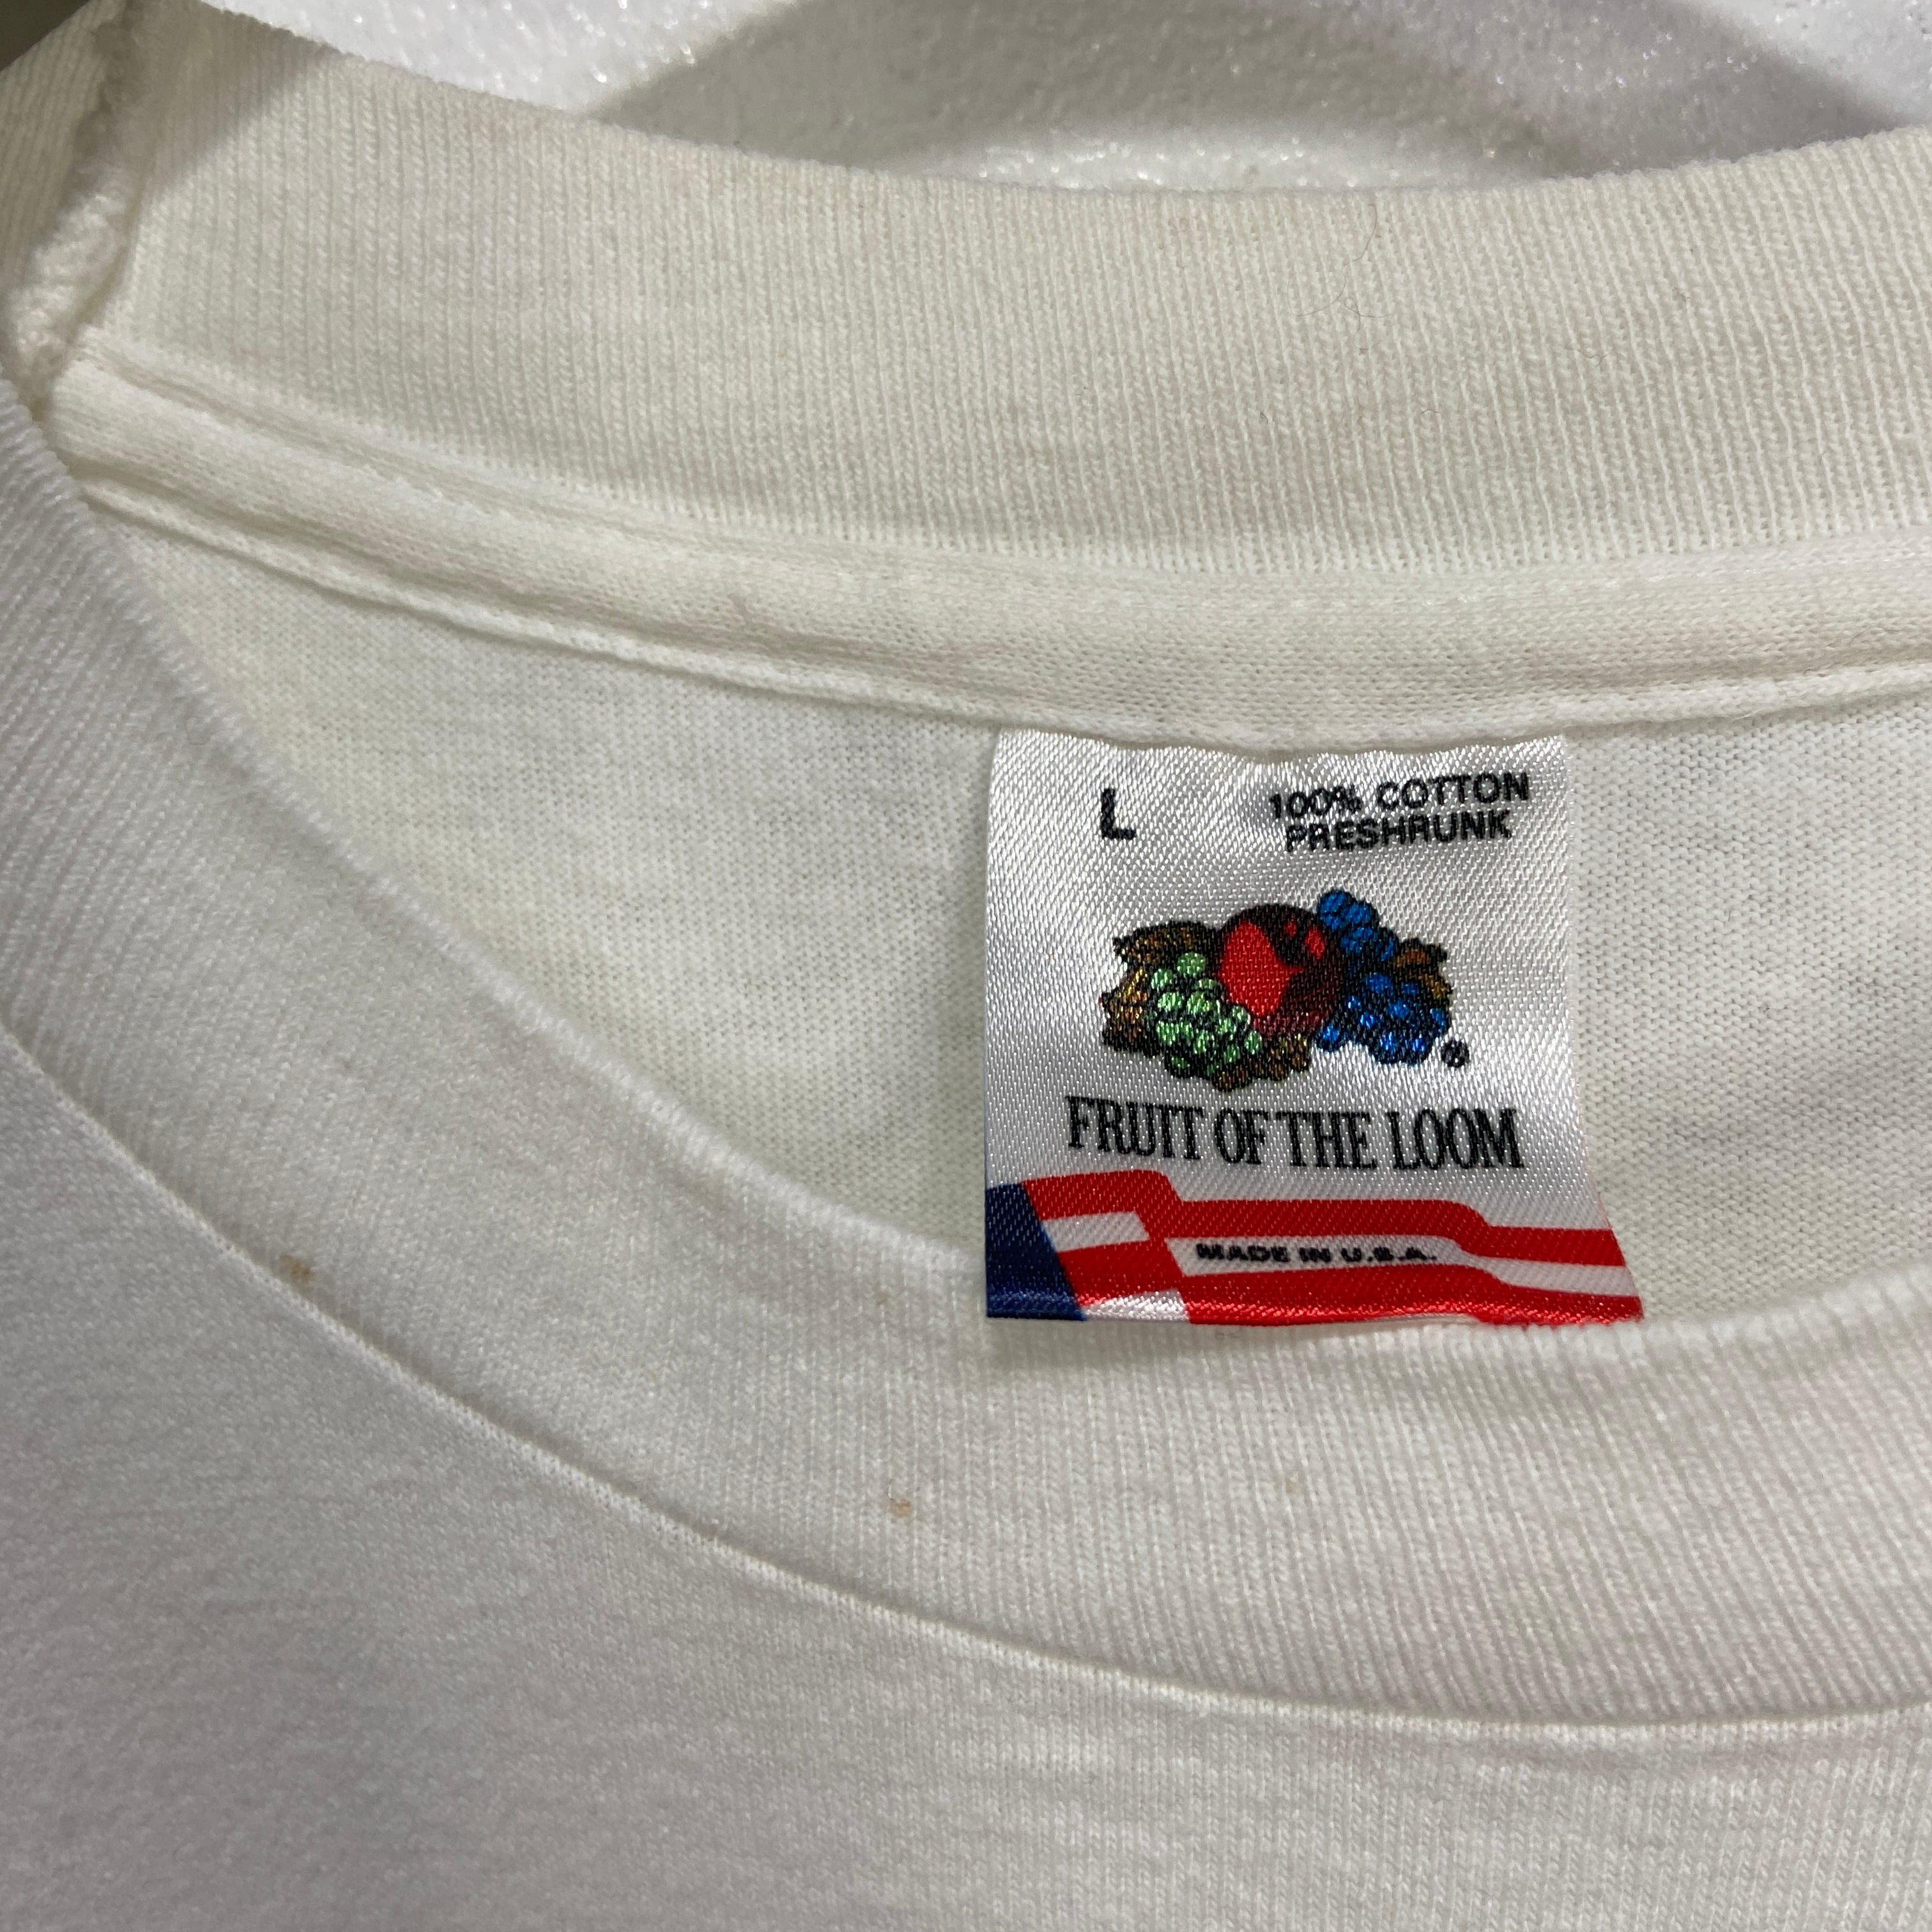 L
100% COTTON
PRESHRUNK
®
FRUIT OF THE LOOM
MADE IN U.S.A.